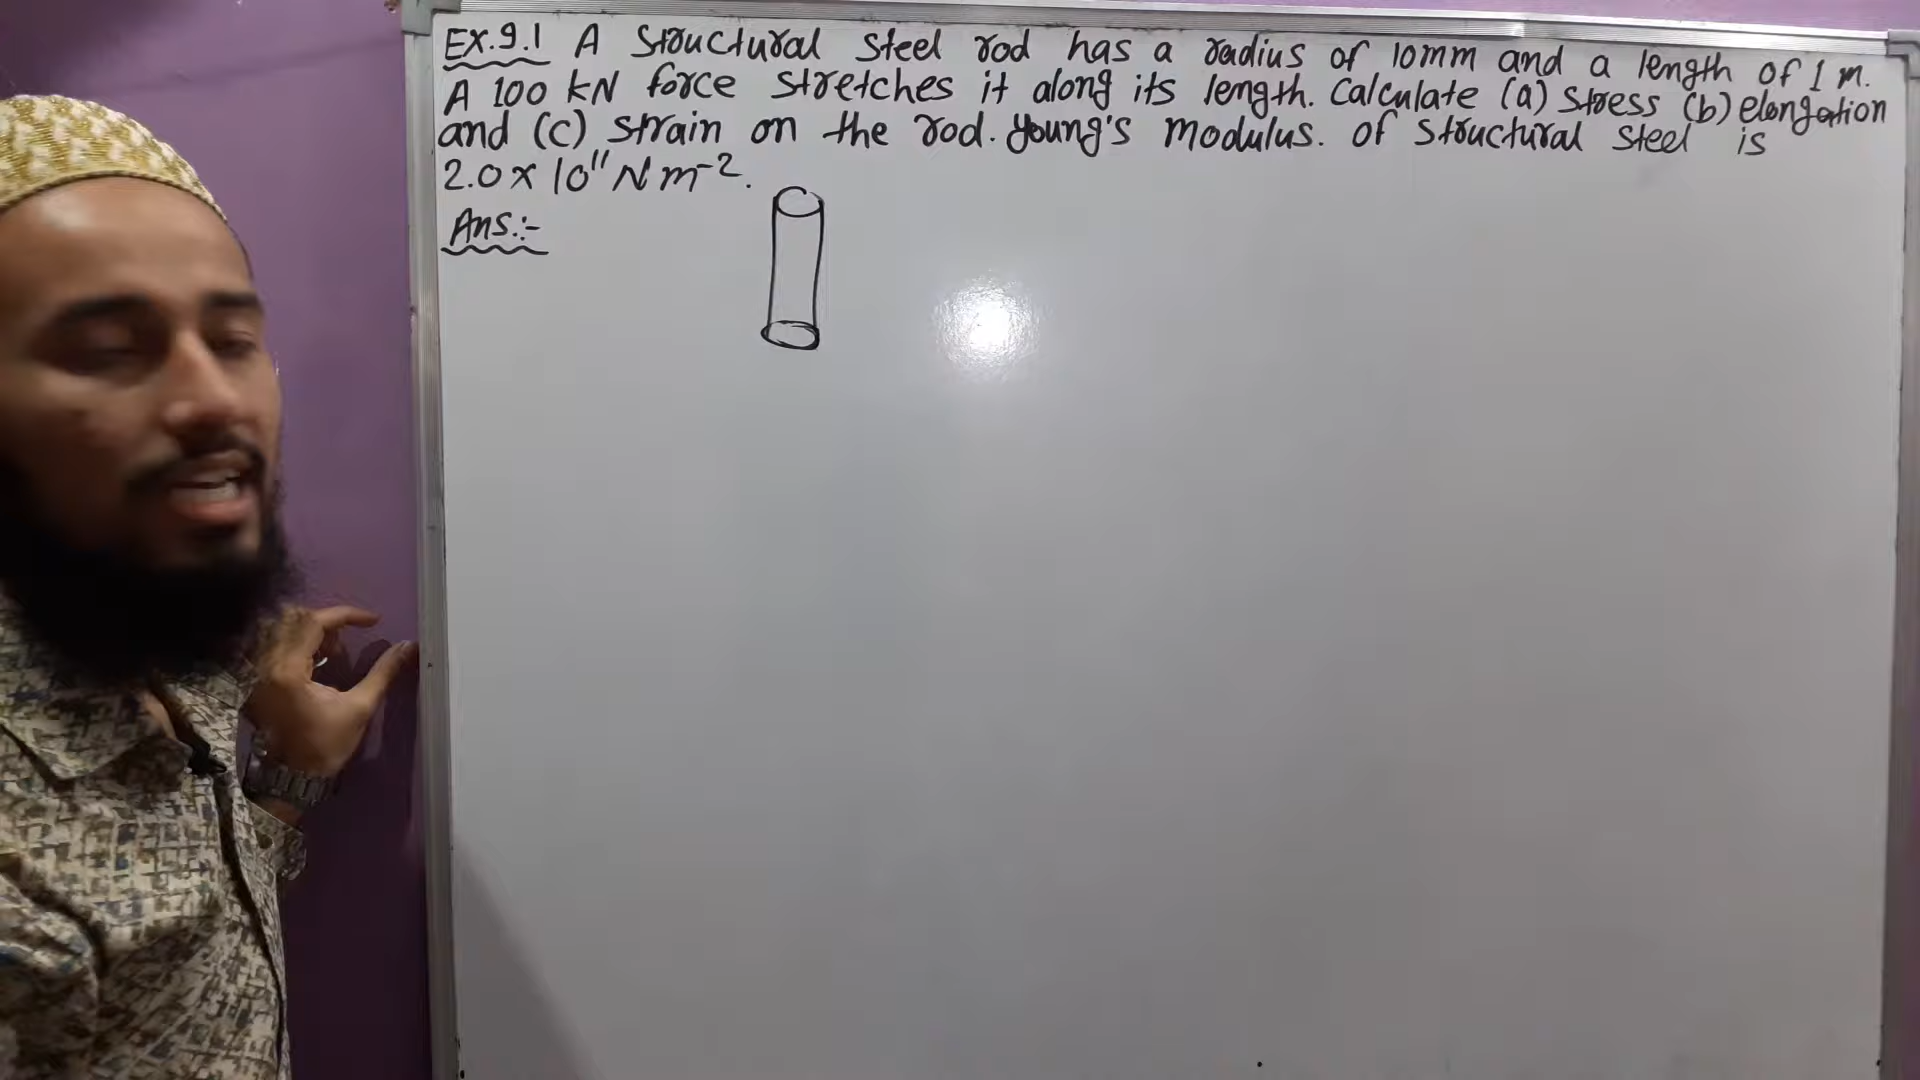 Ex.9.1 A Structural Steel rod has a radius of 10mm and a length of 1 m.
A 100 kN force stretches it along its length. Calculate (a) stress (b) elongation
and (c) strain on the rod. Young's Modulus. of structural steel is
2.0 x 10¹¹ N m⁻².
Ans.:-